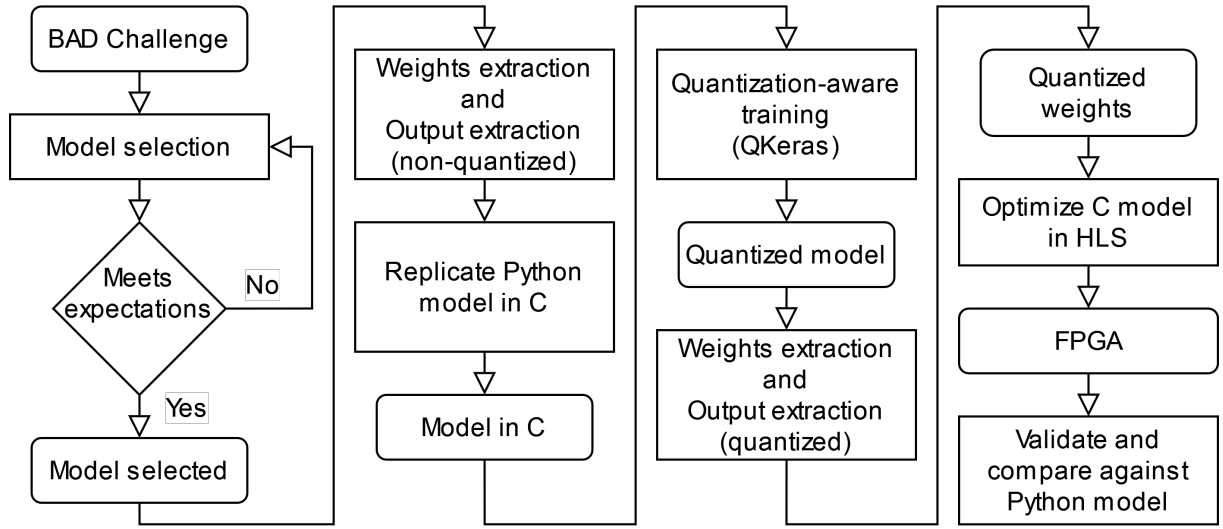 BAD Challenge
Model selection
Meets
expectations
No
Yes
Model selected
Weights extraction
and
Output extraction
(non-quantized)
Replicate Python
model in C
Model in C
Quantization-aware
training
(QKeras)
Quantized model
Weights extraction
and
Output extraction
(quantized)
Quantized
weights
Optimize C model
in HLS
FPGA
Validate and
compare against
Python model